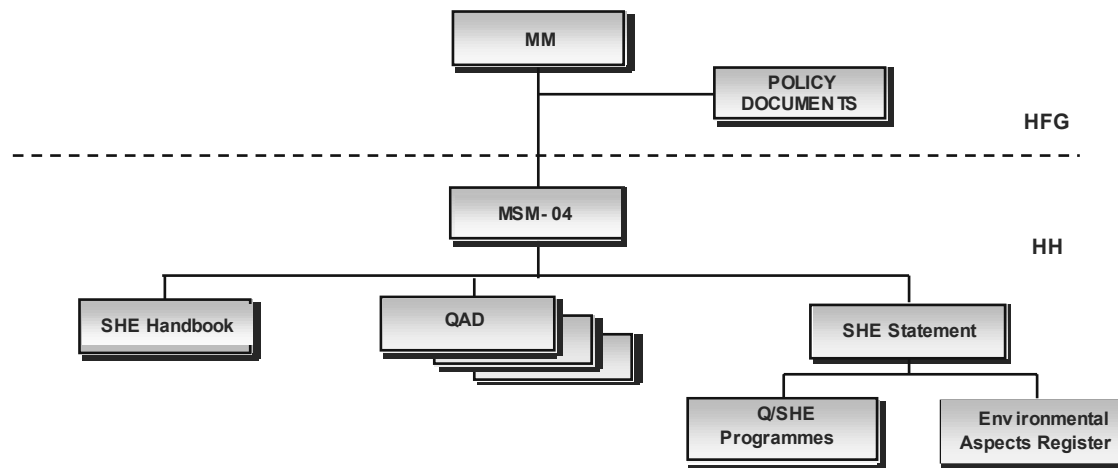 MM
POLICY
DOCUMENTS
HFG
MSM- 04
HH
SHE Handbook
QAD
SHE Statement
Q/SHE
Programmes
Environmental
Aspects Register